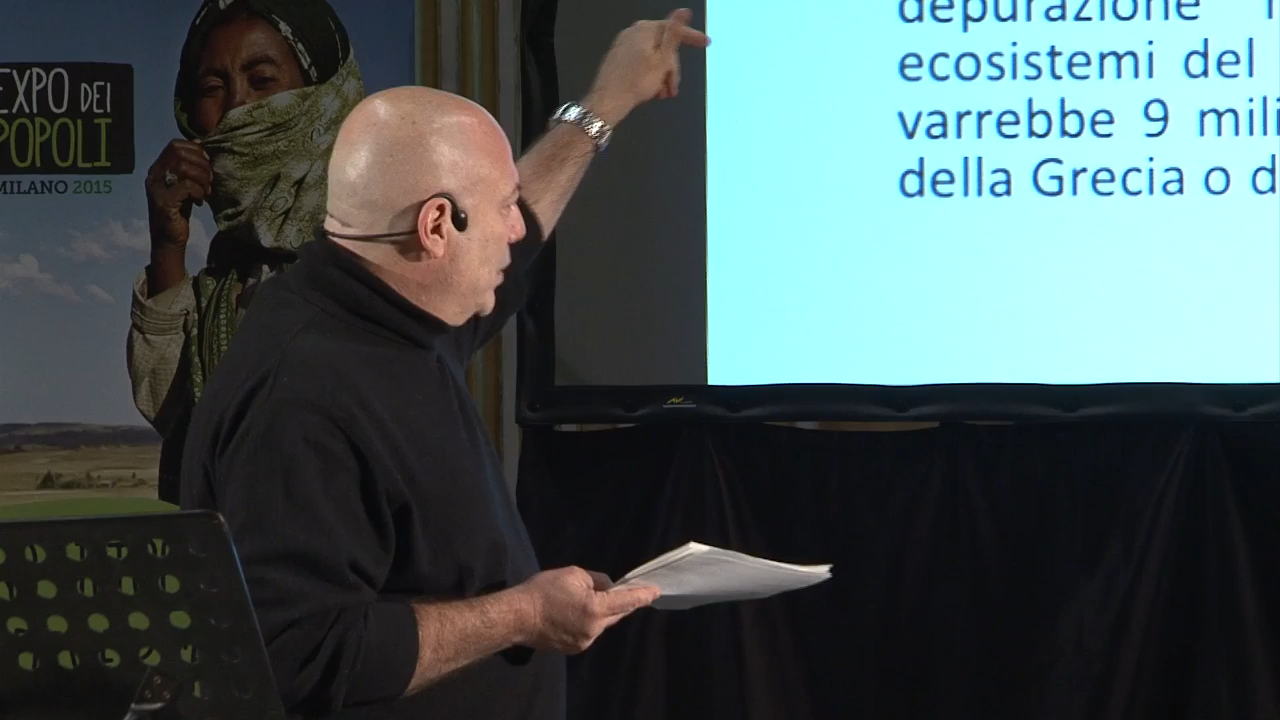 EXPO DEI
POPOLI
MILANO 2015
depurazione
ecosistemi del
varrebbe 9 mili
della Grecia o d